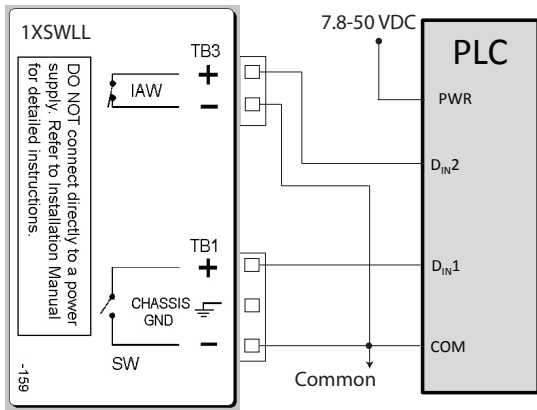 1XSWLL
TB3
+
IAW
–
DO NOT connect directly to a power
supply. Refer to Installation Manual
for detailed instructions.
TB1
+
CHASSIS
GND
–
SW
-159
7.8-50 VDC
PLC
PWR
DIN2
DIN1
COM
Common